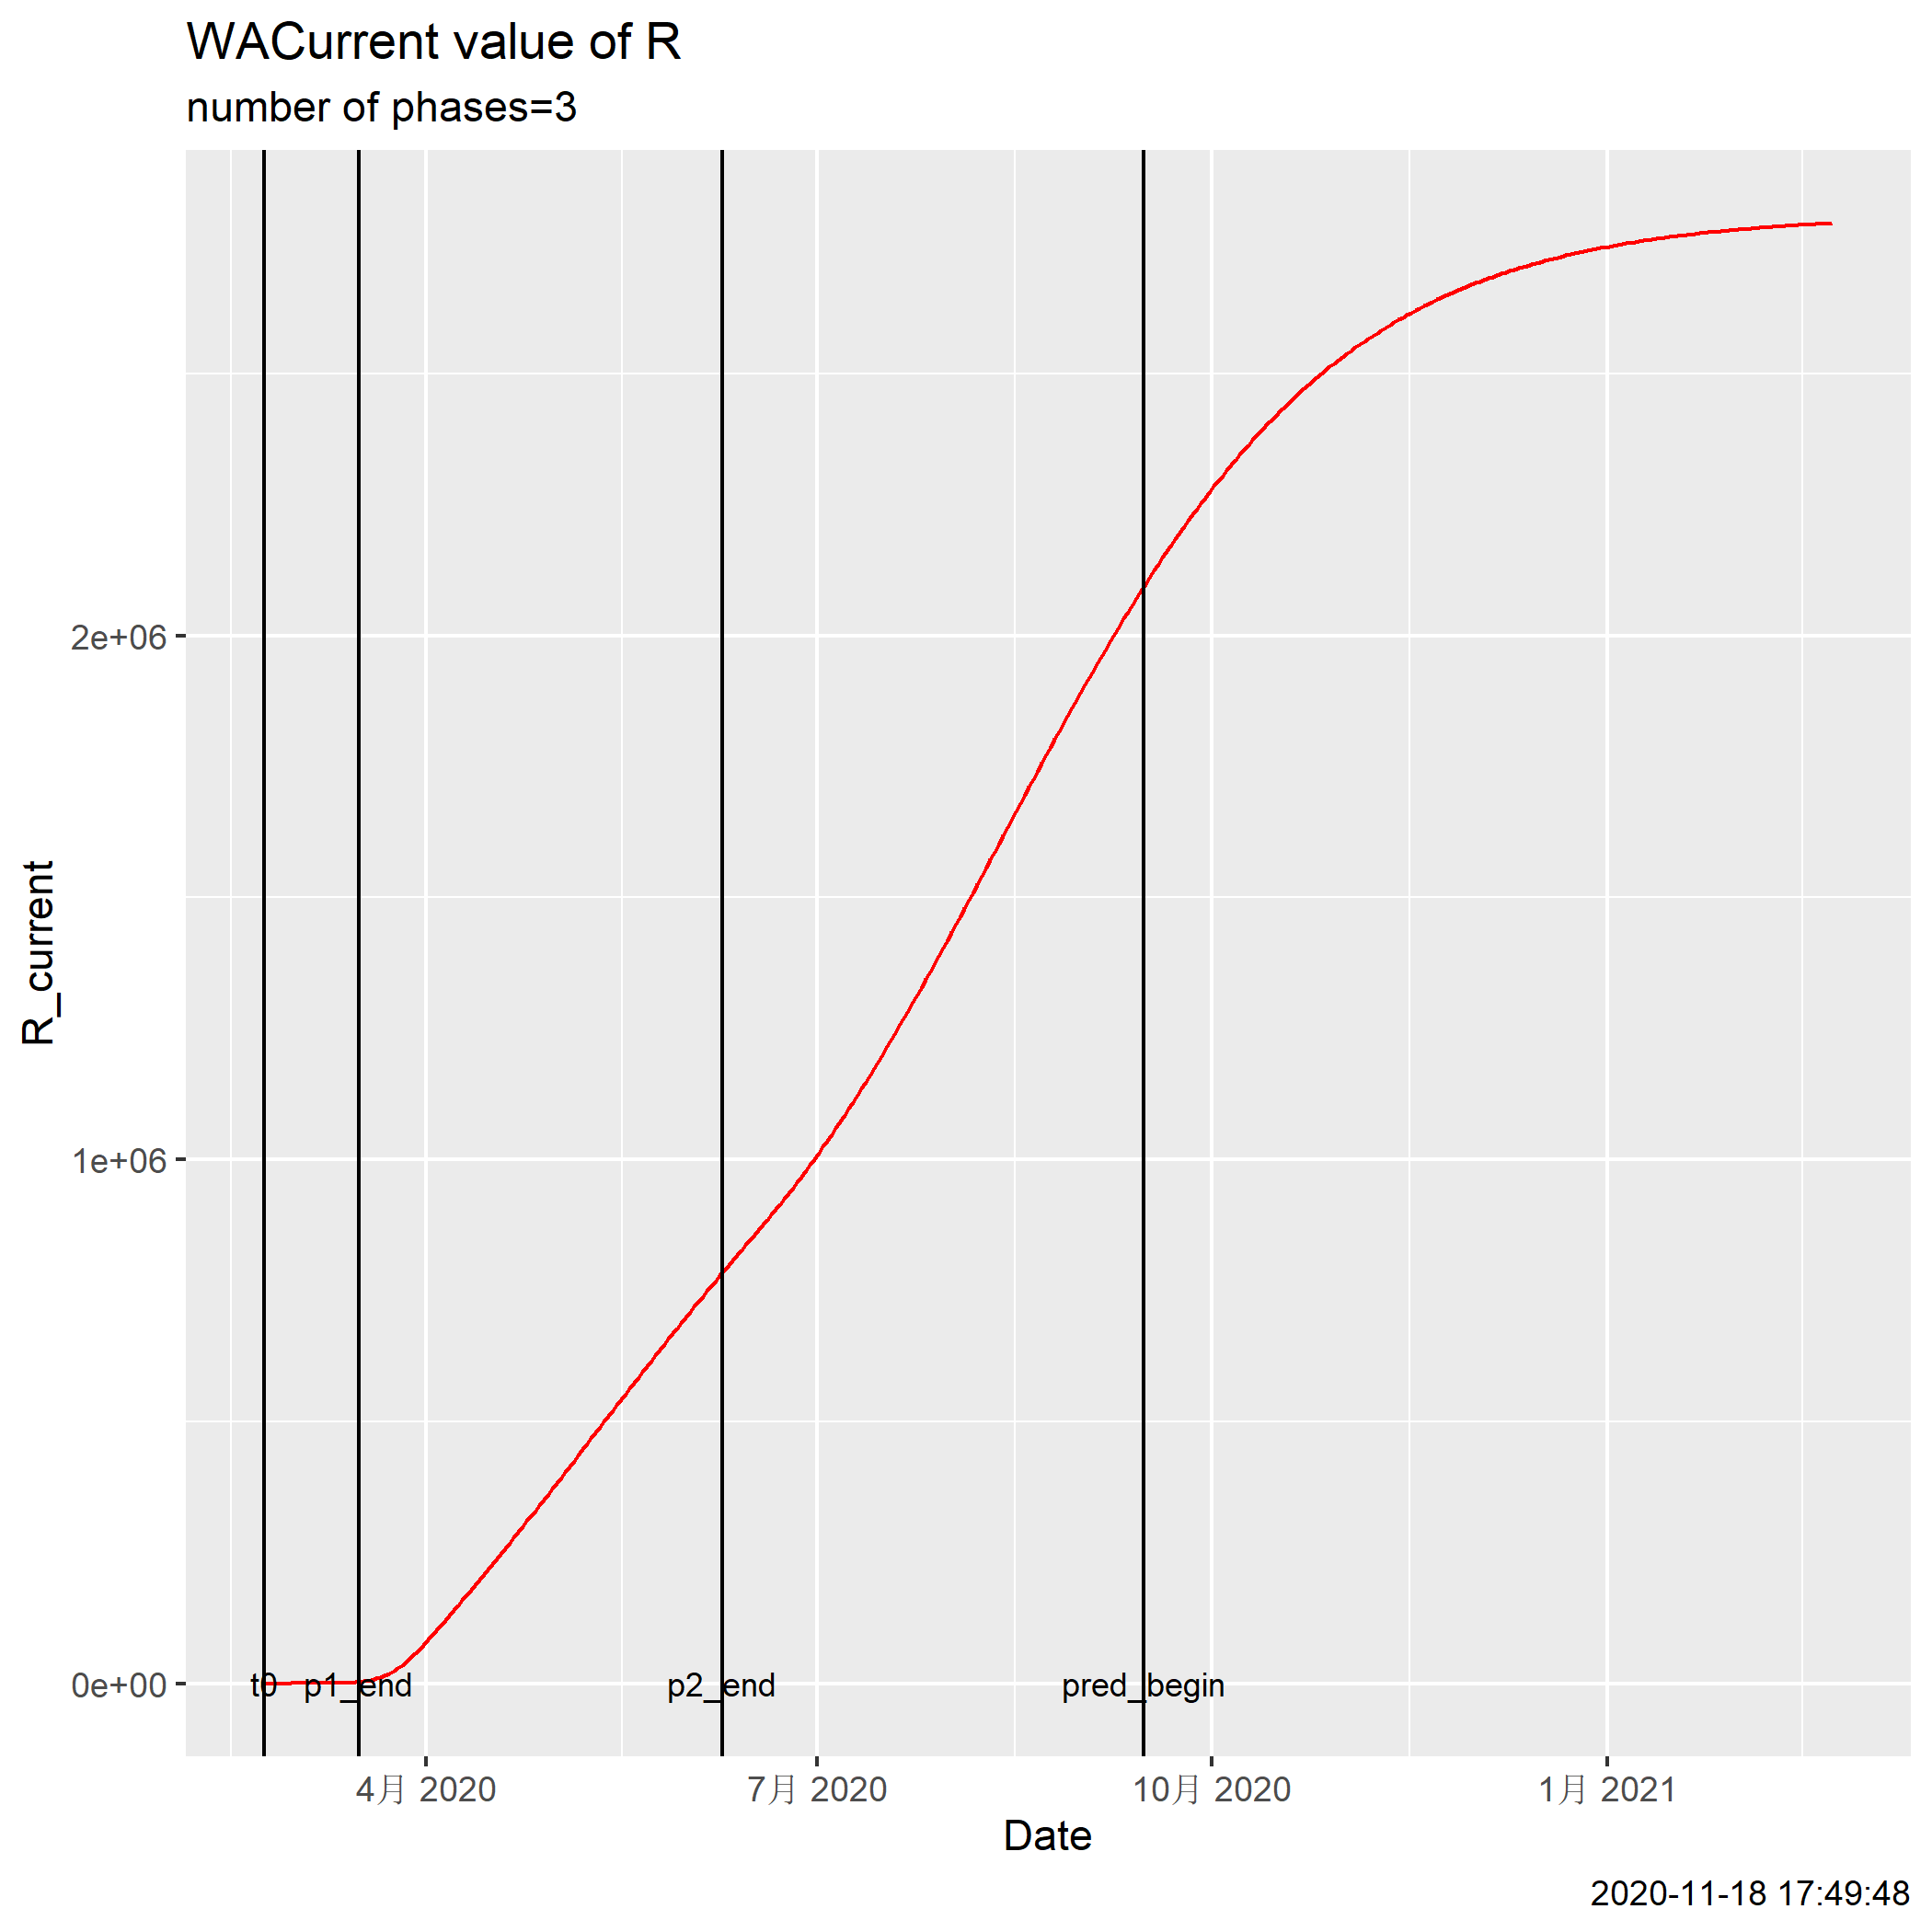 WACurrent value of R
number of phases=3
R_current
2e+06
1e+06
0e+00
t0 p1_end p2_end pred_begin
4月 2020 7月 2020 10月 2020 1月 2021
Date
2020-11-18 17:49:48